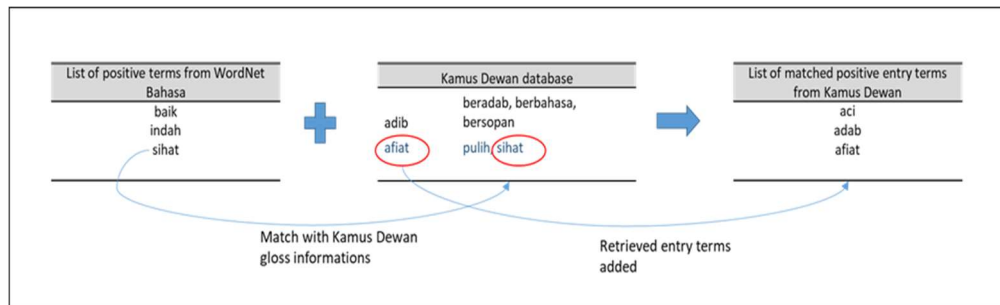 List of positive terms from WordNet
Bahasa
baik
indah
sihat
Kamus Dewan database
beradab, berbahasa,
adib bersopan
afiat pulih, sihat
List of matched positive entry terms
from Kamus Dewan
aci
adab
afiat
Match with Kamus Dewan
gloss informations
Retrieved entry terms
added